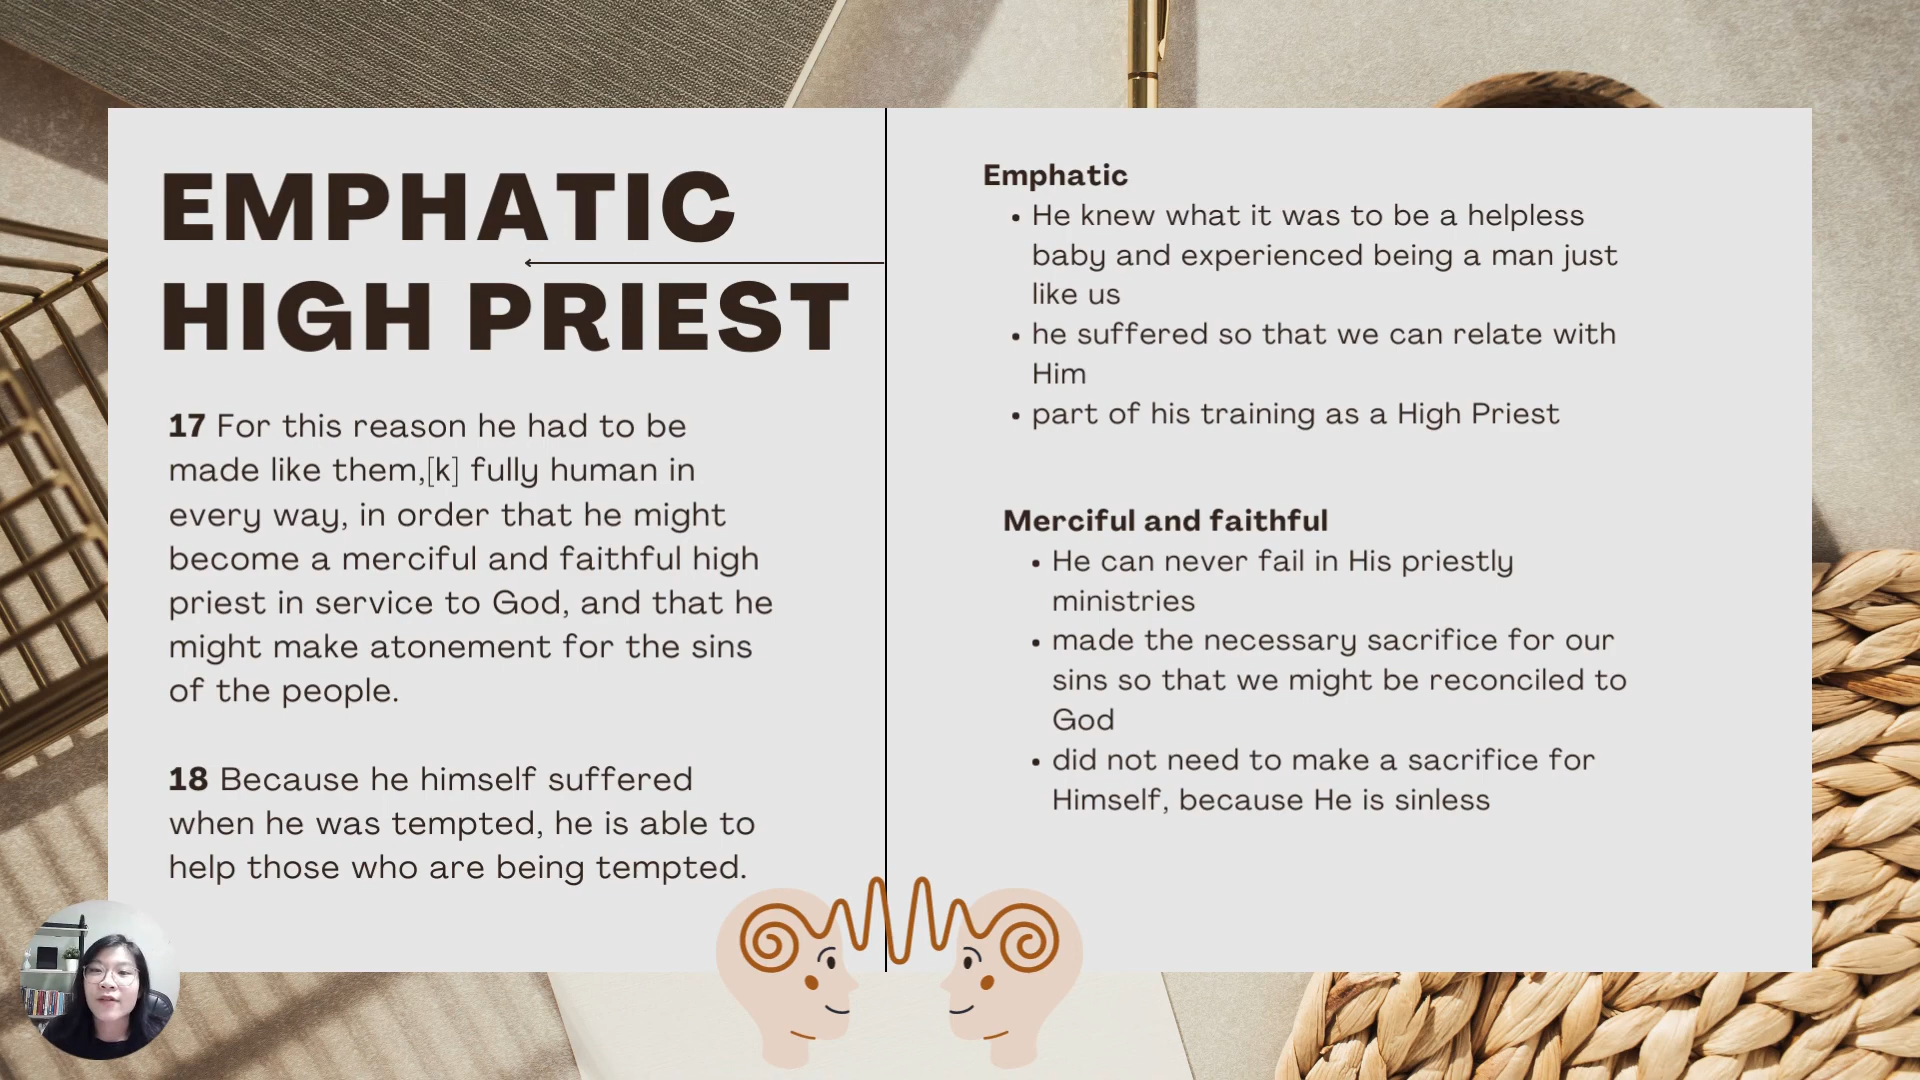 EMPHATIC
HIGH PRIEST
17 For this reason he had to be
made like them,[k] fully human in
every way, in order that he might
become a merciful and faithful high
priest in service to God, and that he
might make atonement for the sins
of the people.
18 Because he himself suffered
when he was tempted, he is able to
help those who are being tempted.
Emphatic
• He knew what it was to be a helpless
baby and experienced being a man just
like us
• he suffered so that we can relate with
Him
• part of his training as a High Priest
Merciful and faithful
• He can never fail in His priestly
ministries
• made the necessary sacrifice for our
sins so that we might be reconciled to
God
• did not need to make a sacrifice for
Himself, because He is sinless